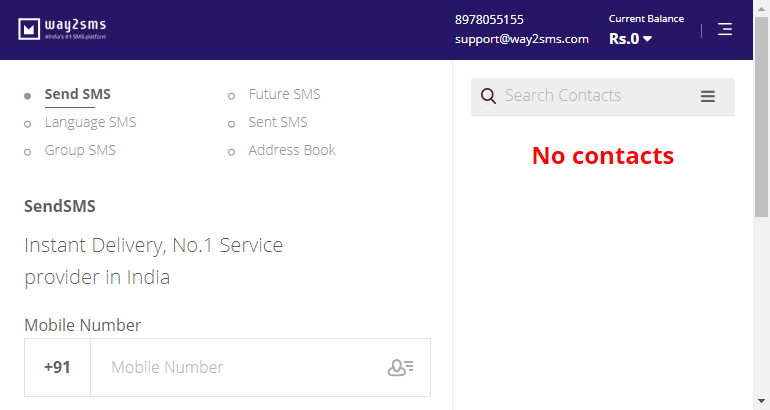 way2sms
#India's #1 SMS platform
8978055155
support@way2sms.com
Current Balance
Rs.0
Send SMS
Future SMS
Language SMS
Sent SMS
Group SMS
Address Book
Search Contacts
No contacts
SendSMS
Instant Delivery, No.1 Service
provider in India
Mobile Number
+91
Mobile Number